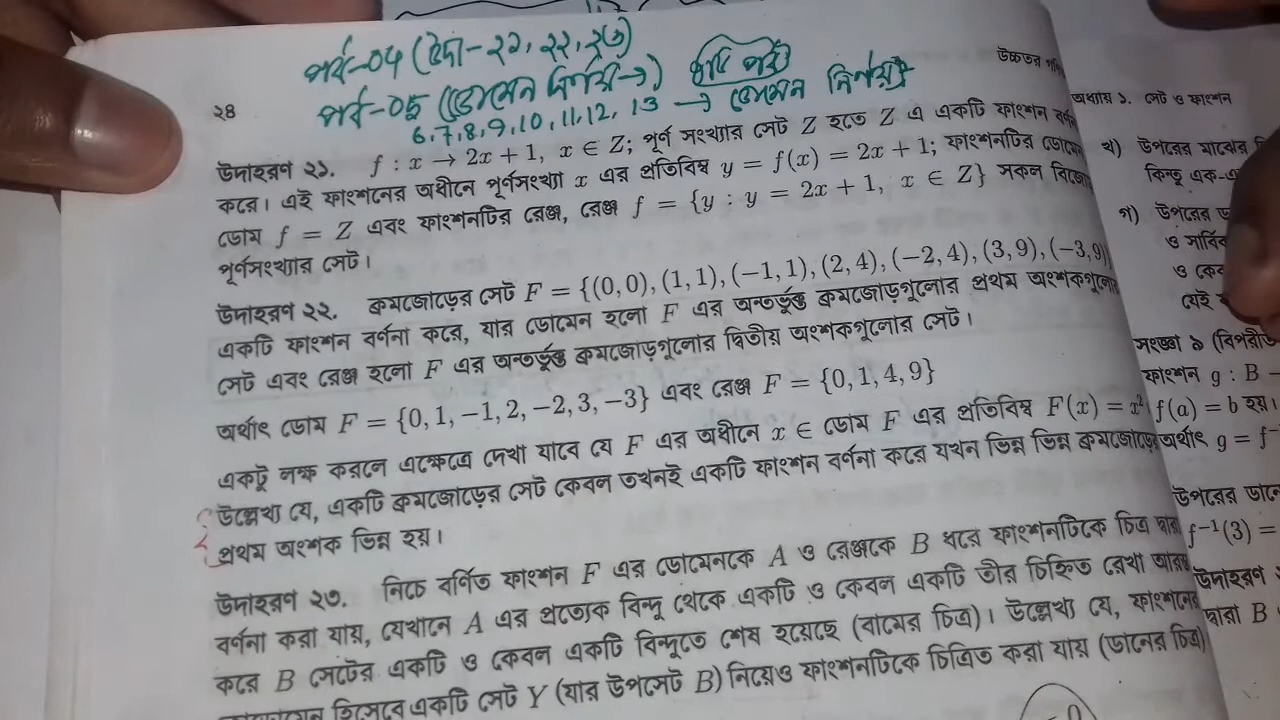 পর্ব-04 (উদা-২১, ২২, ২৩)
পর্ব-05 (ডোমেন নির্ণয় →)
6,7,8,9,10,11,12, 13 → ডোমেন নির্ণয়
২৪
উচ্চতর
উদাহরণ ২১. f : x → 2x + 1, x ∈ Z; পূর্ণ সংখ্যার সেট Z হতে Z এ একটি ফাংশন বর্ণ
করে। এই ফাংশনের অধীনে পূর্ণসংখ্যা x এর প্রতিবিম্ব y = f(x) = 2x + 1; ফাংশনটির ডোমে
ডোম f = Z এবং ফাংশনটির রেঞ্জ, রেঞ্জ f = {y : y = 2x + 1, x ∈ Z} সকল বিজো
পূর্ণসংখ্যার সেট।
উদাহরণ ২২. ক্রমজোড়ের সেট F = {(0, 0), (1, 1), (−1, 1), (2, 4), (−2, 4), (3, 9), (−3, 9)
একটি ফাংশন বর্ণনা করে, যার ডোমেন হলো F এর অন্তর্ভুক্ত ক্রমজোড়গুলোর প্রথম অংশকগুলোর
সেট এবং রেঞ্জ হলো F এর অন্তর্ভুক্ত ক্রমজোড়গুলোর দ্বিতীয় অংশকগুলোর সেট।
অর্থাৎ ডোম F = {0, 1, −1, 2, −2, 3, −3} এবং রেঞ্জ F = {0, 1, 4, 9}
একটু লক্ষ করলে এক্ষেত্রে দেখা যাবে যে F এর অধীনে x ∈ ডোম F এর প্রতিবিম্ব F(x) = x²
উল্লেখ্য যে, একটি ক্রমজোড়ের সেট কেবল তখনই একটি ফাংশন বর্ণনা করে যখন ভিন্ন ভিন্ন ক্রমজোড়ে
প্রথম অংশক ভিন্ন হয়।
উদাহরণ ২৩. নিচে বর্ণিত ফাংশন F এর ডোমেনকে A ও রেঞ্জকে B ধরে ফাংশনটিকে চিত্র দ্বারা
বর্ণনা করা যায়, যেখানে A এর প্রত্যেক বিন্দু থেকে একটি ও কেবল একটি তীর চিহ্নিত রেখা আরম্ভ
করে B সেটের একটি ও কেবল একটি বিন্দুতে শেষ হয়েছে (বামের চিত্র)। উল্লেখ্য যে, ফাংশনের
হিসেবে একটি সেট Y (যার উপসেট B) নিয়েও ফাংশনটিকে চিত্রিত করা যায় (ডানের চিত্র)
অধ্যায় ১. সেট ও ফাংশন
খ) উপরের মাঝের
কিন্তু এক-এ
গ) উপরের
ও সার্বি
ও কেব
যেই
সংজ্ঞা ৯ (বিপরীত
ফাংশন g : B −
f(a) = b হয়।
অর্থাৎ g = f⁻
উপরের ডানে
f⁻¹(3) =
উদাহরণ
দ্বারা B